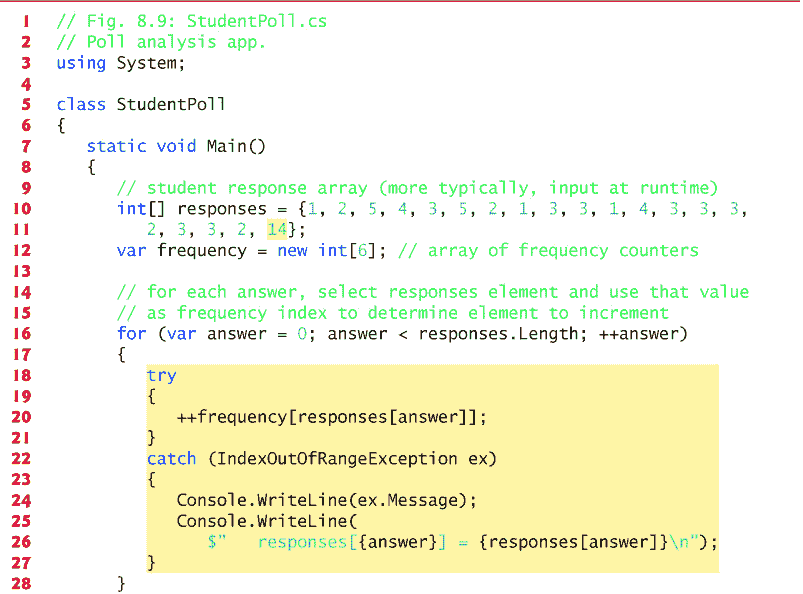 1 // Fig. 8.9: StudentPoll.cs
2 // Poll analysis app.
3 using System;
4
5 class StudentPoll
6 {
7 static void Main()
8 {
9 // student response array (more typically, input at runtime)
10 int[] responses = {1, 2, 5, 4, 3, 5, 2, 1, 3, 3, 1, 4, 3, 3, 3,
11 2, 3, 3, 2, 14};
12 var frequency = new int[6]; // array of frequency counters
13
14 // for each answer, select responses element and use that value
15 // as frequency index to determine element to increment
16 for (var answer = 0; answer < responses.Length; ++answer)
17 {
18 try
19 {
20 ++frequency[responses[answer]];
21 }
22 catch (IndexOutOfRangeException ex)
23 {
24 Console.WriteLine(ex.Message);
25 Console.WriteLine(
26 $"   responses[{answer}] = {responses[answer]}\n");
27 }
28 }